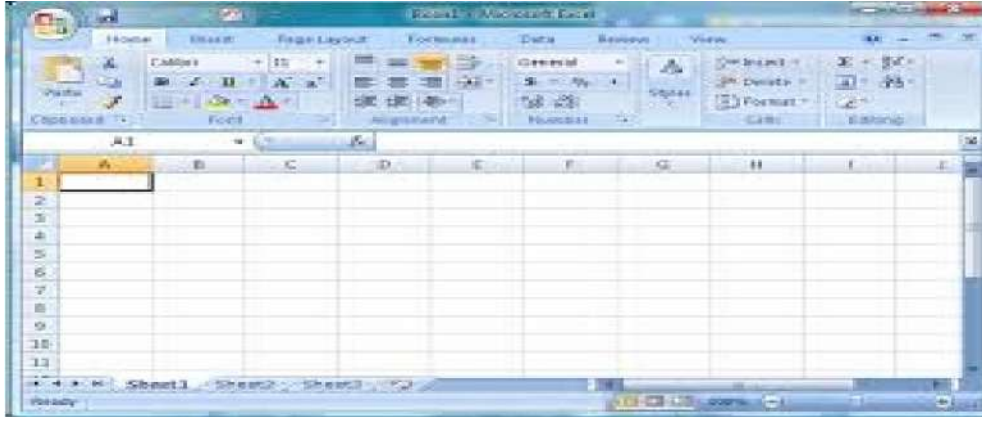 Book1 - Microsoft Excel
Home Insert Page Layout Formulas Data Review View
Calibri 11 General Insert
Paste B I U $ % , Styles Delete
Format
Clipboard Font Alignment Number Cells Editing
A1 fx
A B C D E F G H I J
1
2
3
4
5
6
7
8
9
10
11
Sheet1 Sheet2 Sheet3
Ready 100%